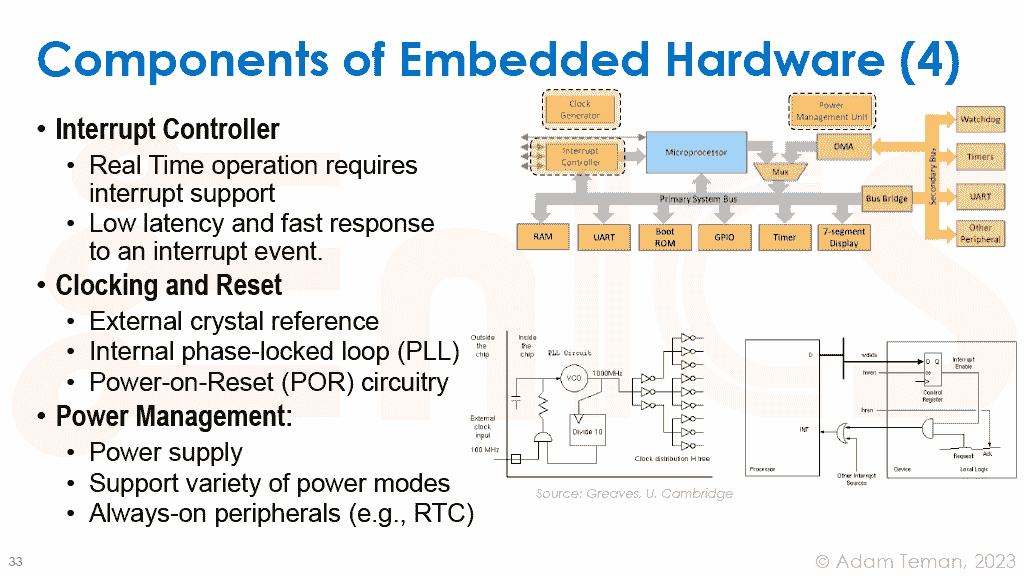 Components of Embedded Hardware (4)
• Interrupt Controller
• Real Time operation requires
interrupt support
• Low latency and fast response
to an interrupt event.
• Clocking and Reset
• External crystal reference
• Internal phase-locked loop (PLL)
• Power-on-Reset (POR) circuitry
• Power Management:
• Power supply
• Support variety of power modes
• Always-on peripherals (e.g., RTC)
Clock
Generator
Power
Management Unit
Interrupt
Controller
Microprocessor
DMA
Mux
Primary System Bus
Bus Bridge
Secondary Bus
Watchdog
Timers
UART
Other
Peripheral
RAM
UART
Boot
ROM
GPIO
Timer
7-segment
Display
Outside
the
chip
Inside
the
chip
PLL Circuit
VCO
1000MHz
External
clock
input
100 MHz
Divide 10
Clock distribution H tree
Source: Greaves, U. Cambridge
D
wdata
hwen
D Q
ce
Interrupt
Enable
Control
Register
hren
INT
Processor
Other Interrupt
Sources
Device
Request
Ack
Local Logic
EnICS
33
© Adam Teman, 2023